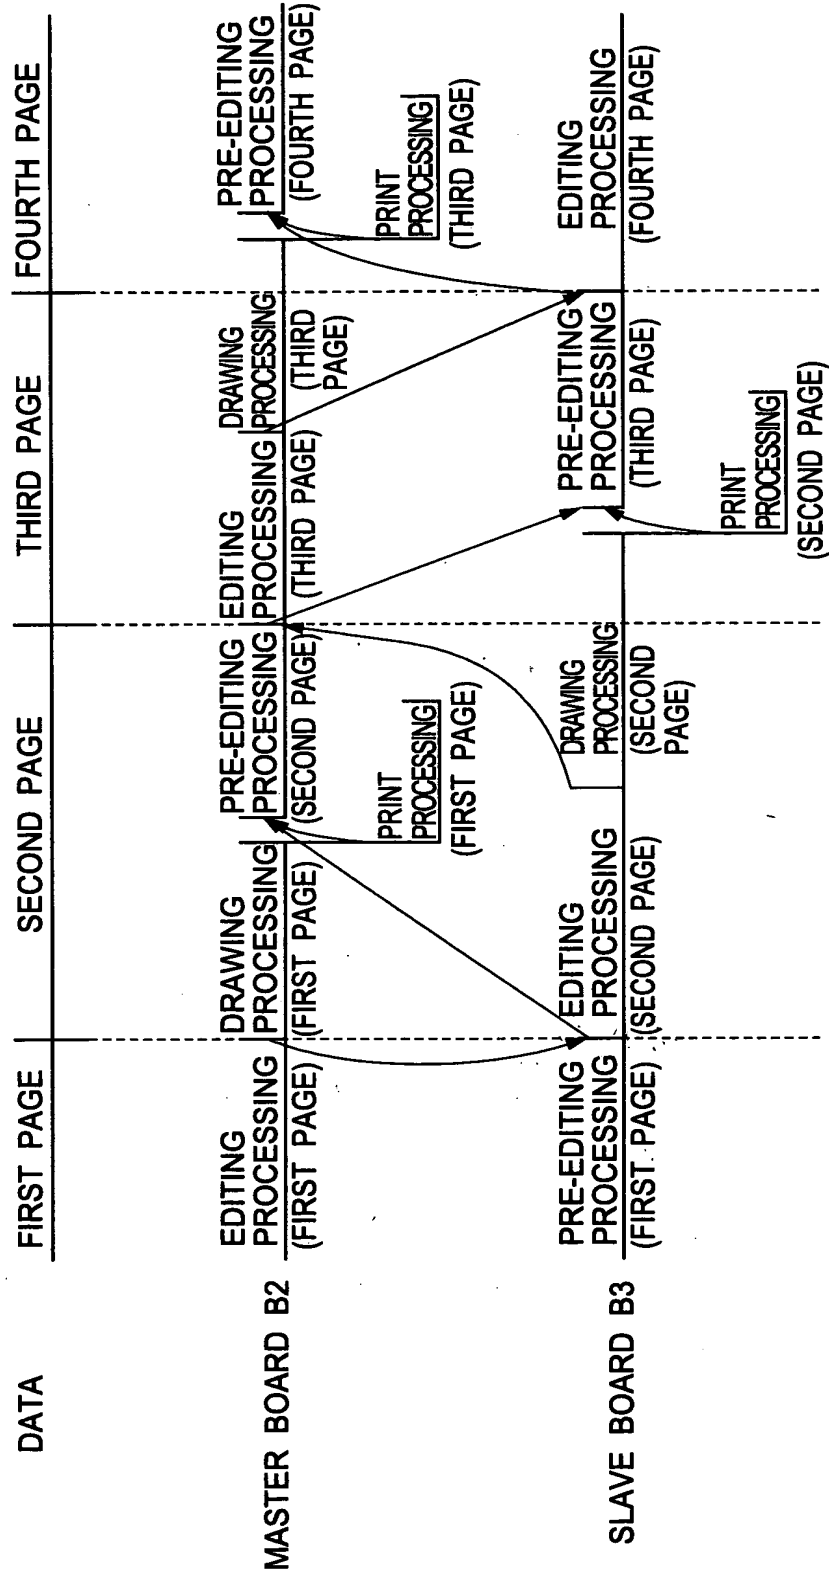 DATA
FIRST PAGE
SECOND PAGE
THIRD PAGE
FOURTH PAGE
MASTER BOARD B2
EDITING
PROCESSING
(FIRST PAGE)
DRAWING
PROCESSING
(FIRST PAGE)
PRINT
PROCESSING
(FIRST PAGE)
PRE-EDITING
PROCESSING
(SECOND PAGE)
EDITING
PROCESSING
(THIRD PAGE)
DRAWING
PROCESSING
(THIRD
PAGE)
PRINT
PROCESSING
(THIRD PAGE)
PRE-EDITING
PROCESSING
(FOURTH PAGE)
SLAVE BOARD B3
PRE-EDITING
PROCESSING
(FIRST PAGE)
EDITING
PROCESSING
(SECOND PAGE)
DRAWING
PROCESSING
(SECOND
PAGE)
PRINT
PROCESSING
(SECOND PAGE)
PRE-EDITING
PROCESSING
(THIRD PAGE)
EDITING
PROCESSING
(FOURTH PAGE)